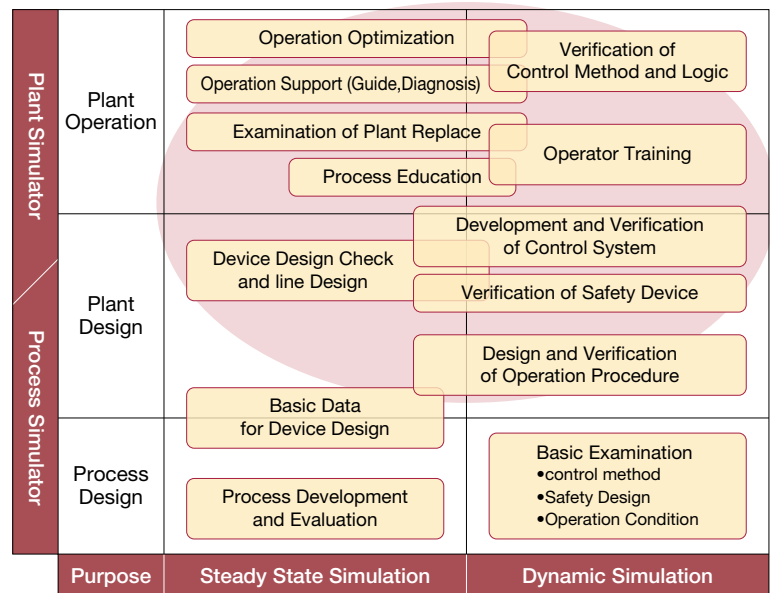 Plant Simulator
Process Simulator
Plant
Operation
Operation Optimization
Operation Support (Guide,Diagnosis)
Examination of Plant Replace
Process Education
Verification of
Control Method and Logic
Operator Training
Plant
Design
Device Design Check
and line Design
Development and Verification
of Control System
Verification of Safety Device
Design and Verification
of Operation Procedure
Basic Data
for Device Design
Process
Design
Process Development
and Evaluation
Basic Examination
•control method
•Safety Design
•Operation Condition
Purpose
Steady State Simulation
Dynamic Simulation